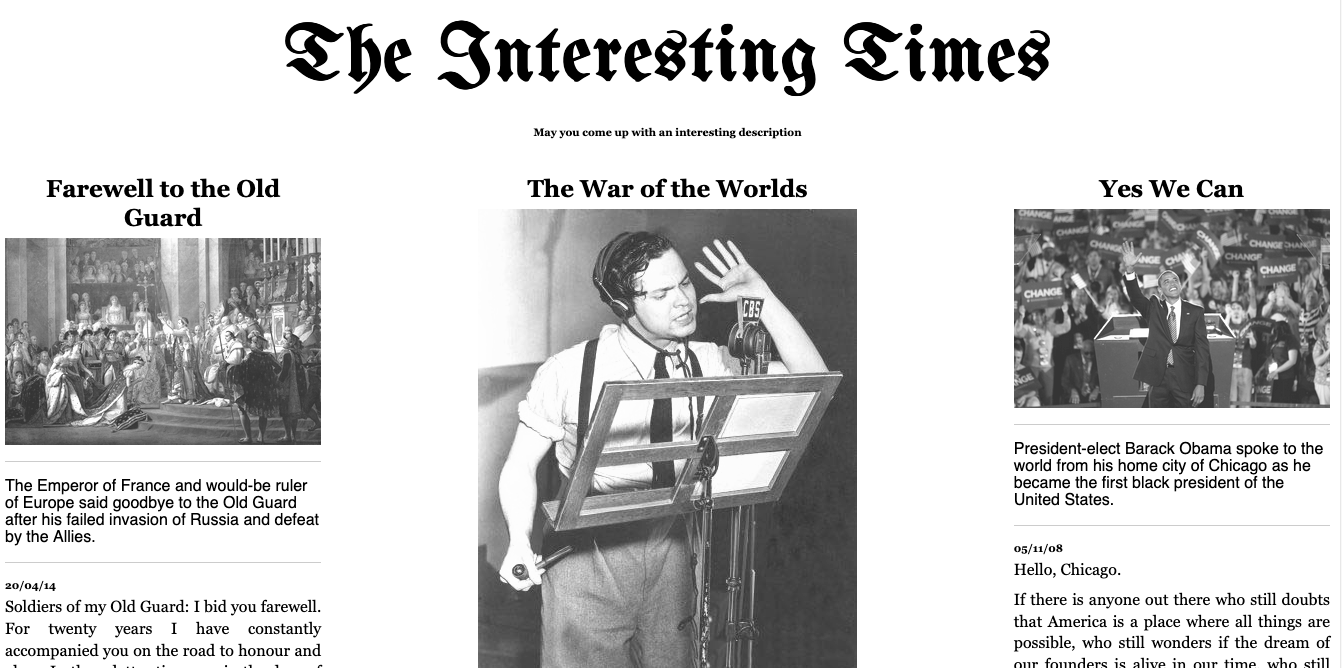 The Interesting Times
May you come up with an interesting description
Farewell to the Old
Guard
The Emperor of France and would-be ruler
of Europe said goodbye to the Old Guard
after his failed invasion of Russia and defeat
by the Allies.
20/04/14
Soldiers of my Old Guard: I bid you farewell.
For twenty years I have constantly
accompanied you on the road to honour and
The War of the Worlds
CBS
Yes We Can
CHANGE
CHANGE
CHANGE
CHANGE
CHANGE
CHANGE
President-elect Barack Obama spoke to the
world from his home city of Chicago as he
became the first black president of the
United States.
05/11/08
Hello, Chicago.
If there is anyone out there who still doubts
that America is a place where all things are
possible, who still wonders if the dream of
our founders is alive in our time, who still